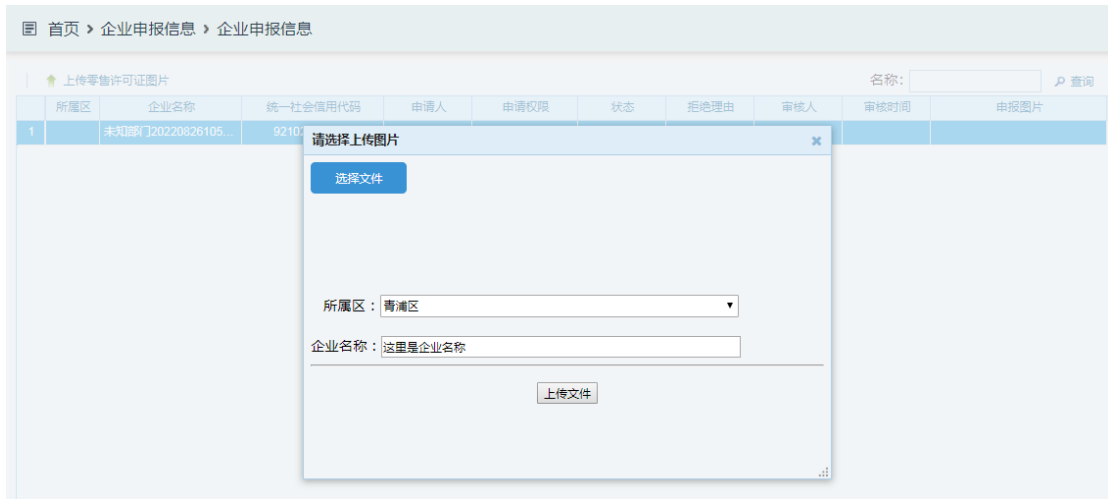 首页 › 企业申报信息 › 企业申报信息
上传零售许可证图片 名称: 查询
所属区 企业名称 统一社会信用代码 申请人 申请权限 状态 拒绝理由 审核人 审核时间 申报图片
1 未知部门20220826105... 92102
请选择上传图片
选择文件
所属区：青浦区
企业名称：这里是企业名称
上传文件